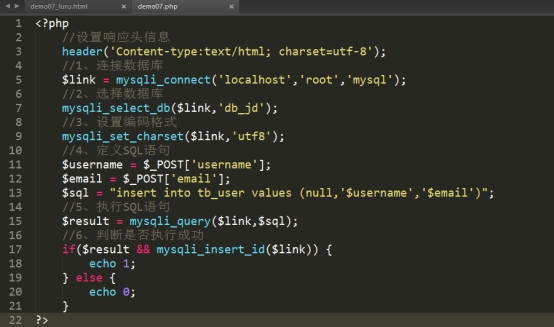 demo07_luru.html × demo07.php ×
1 <?php
2 //设置响应头信息
3 header('Content-type:text/html; charset=utf-8');
4 //1、连接数据库
5 $link = mysqli_connect('localhost','root','mysql');
6 //2、选择数据库
7 mysqli_select_db($link,'db_jd');
8 //3、设置编码格式
9 mysqli_set_charset($link,'utf8');
10 //4、定义SQL语句
11 $username = $_POST['username'];
12 $email = $_POST['email'];
13 $sql = "insert into tb_user values (null,'$username','$email')";
14 //5、执行SQL语句
15 $result = mysqli_query($link,$sql);
16 //6、判断是否执行成功
17 if($result && mysqli_insert_id($link)) {
18 echo 1;
19 } else {
20 echo 0;
21 }
22 ?>